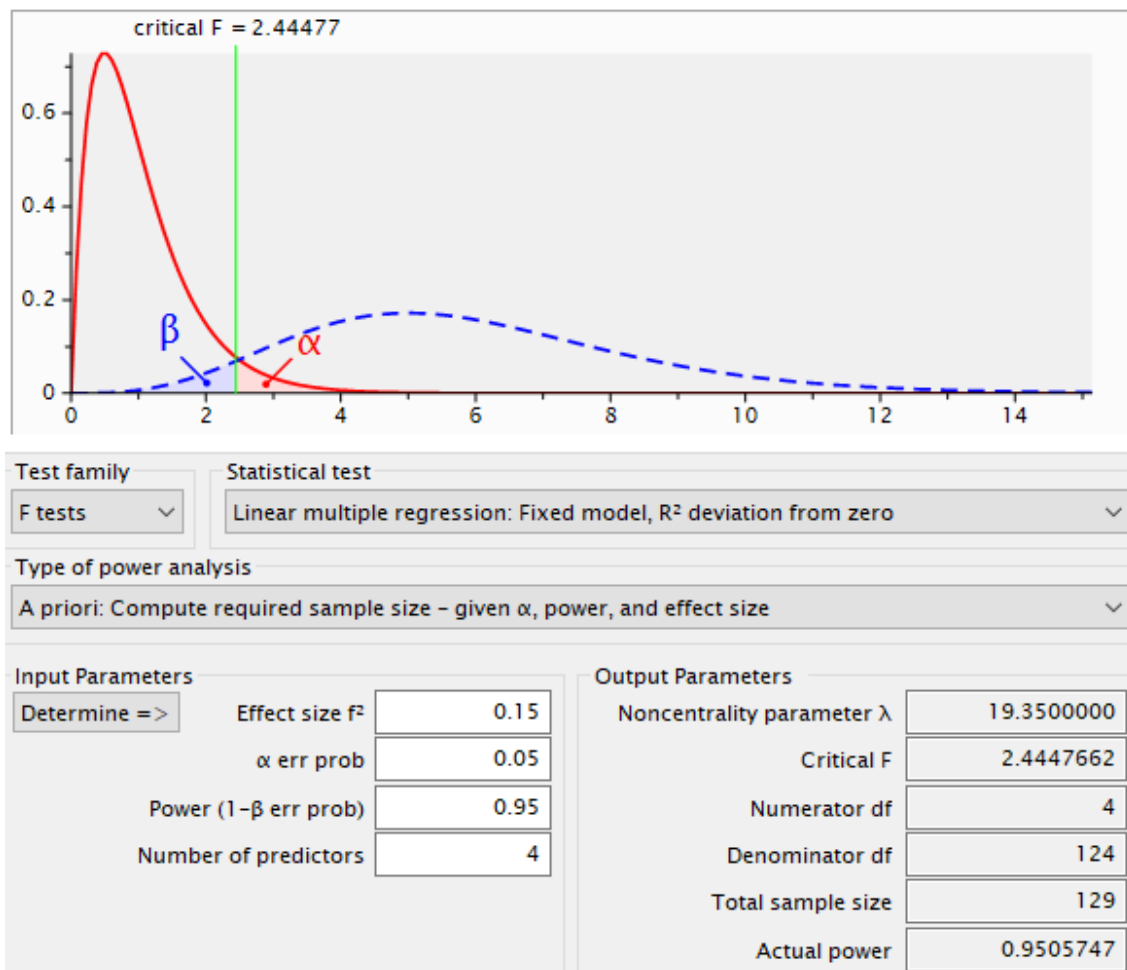 critical F = 2.44477
0.6
0.4
0.2
0
β
α
0 2 4 6 8 10 12 14
Test family Statistical test
F tests Linear multiple regression: Fixed model, R² deviation from zero
Type of power analysis
A priori: Compute required sample size – given α, power, and effect size
Input Parameters Output Parameters
Determine => Effect size f² 0.15 Noncentrality parameter λ 19.3500000
α err prob 0.05 Critical F 2.4447662
Power (1-β err prob) 0.95 Numerator df 4
Number of predictors 4 Denominator df 124
Total sample size 129
Actual power 0.9505747